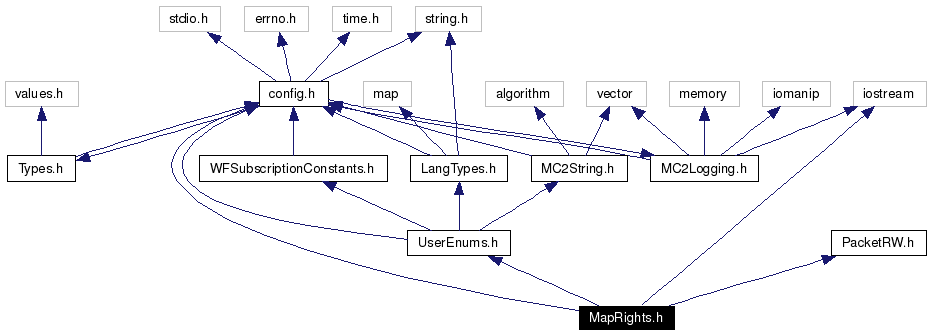 stdio.h
errno.h
time.h
string.h
values.h
config.h
map
algorithm
vector
memory
iomanip
iostream
Types.h
WFSubscriptionConstants.h
LangTypes.h
MC2String.h
MC2Logging.h
UserEnums.h
PacketRW.h
MapRights.h